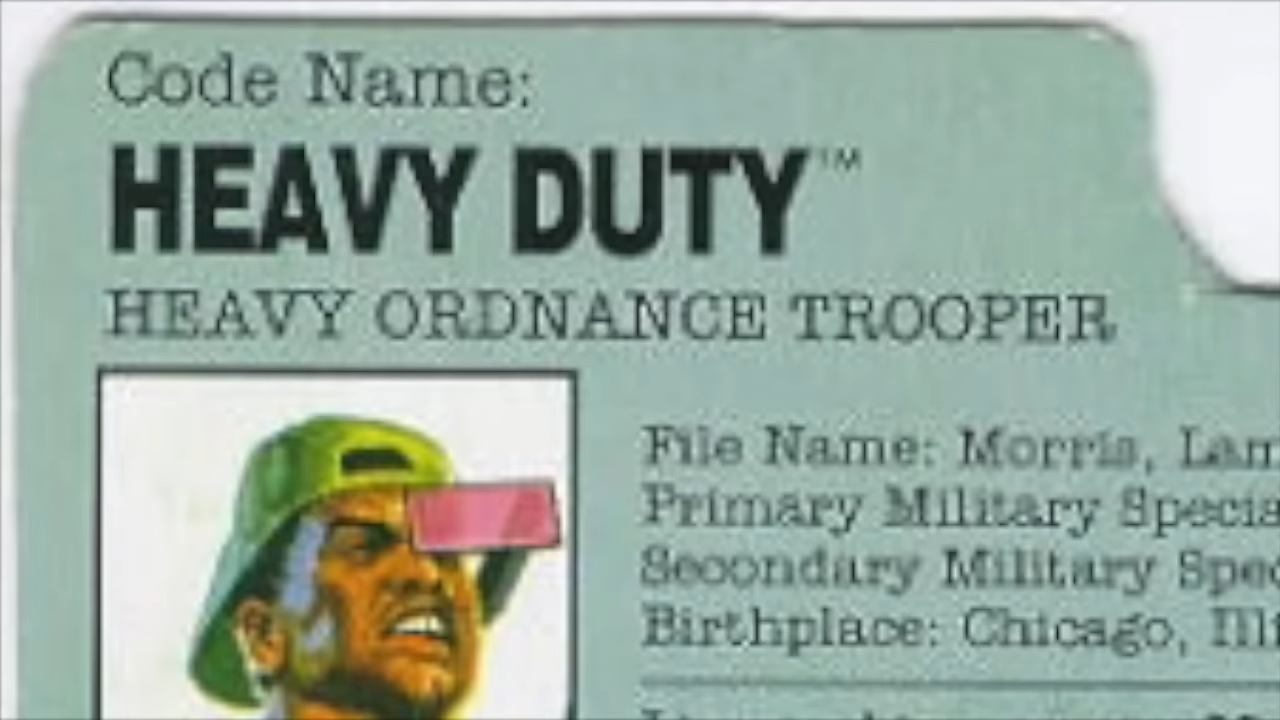 Code Name:
HEAVY DUTY™
HEAVY ORDNANCE TROOPER
File Name: Morris, Lam
Primary Military Specia
Secondary Military Spec
Birthplace: Chicago, Illi